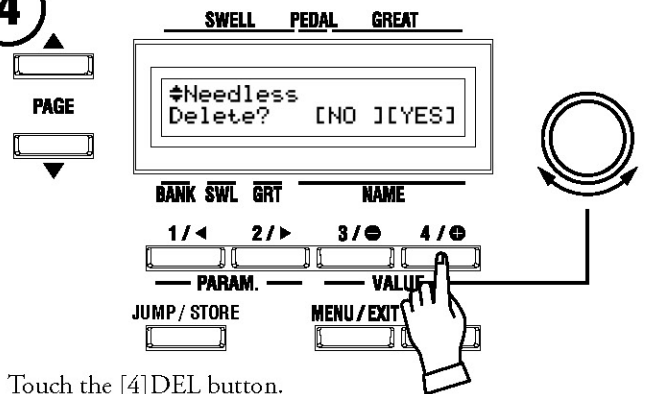 4
SWELL PEDAL GREAT
PAGE
Needless
Delete? [NO ][YES]
BANK SWL GRT NAME
1/◄ 2/► 3/⊖ 4/⊕
PARAM. VALUE
JUMP / STORE MENU / EXIT
Touch the [4]DEL button.